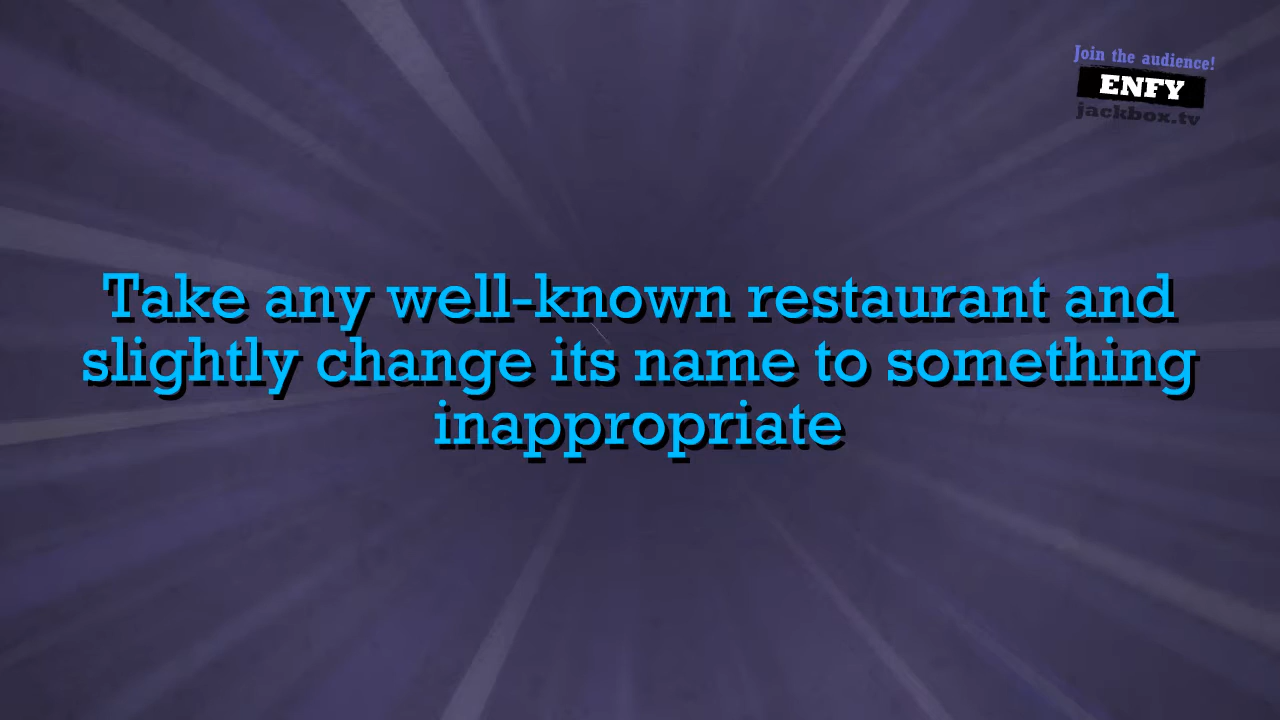 Join the audience!
ENFY
jackbox.tv
Take any well-known restaurant and
slightly change its name to something
inappropriate